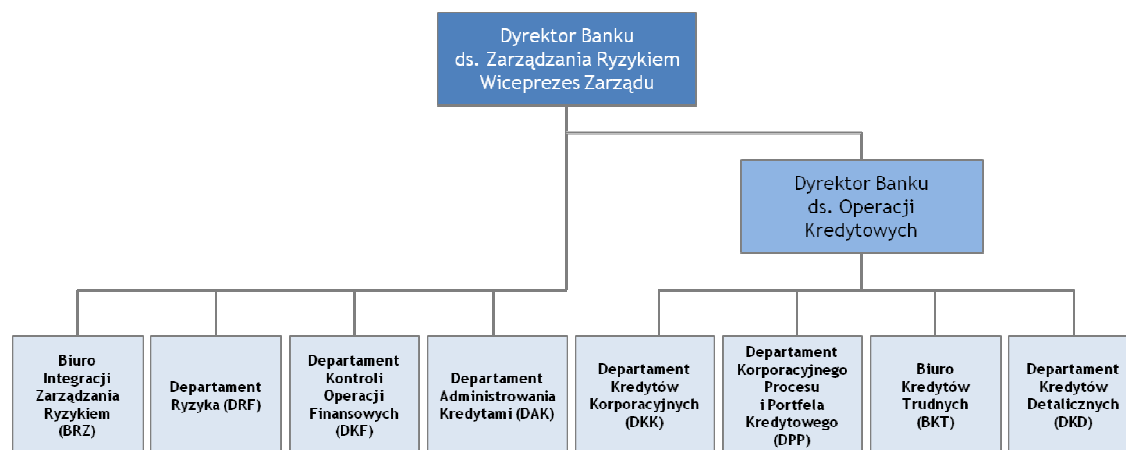 Dyrektor Banku
ds. Zarządzania Ryzykiem
Wiceprezes Zarządu
Dyrektor Banku
ds. Operacji
Kredytowych
Biuro
Integracji
Zarządzania
Ryzykiem
(BRZ)
Departament
Ryzyka (DRF)
Departament
Kontroli
Operacji
Finansowych
(DKF)
Departament
Administrowania
Kredytami (DAK)
Departament
Kredytów
Korporacyjnych
(DKK)
Departament
Korporacyjnego
Procesu
i Portfela
Kredytowego
(DPP)
Biuro
Kredytów
Trudnych
(BKT)
Departament
Kredytów
Detalicznych
(DKD)